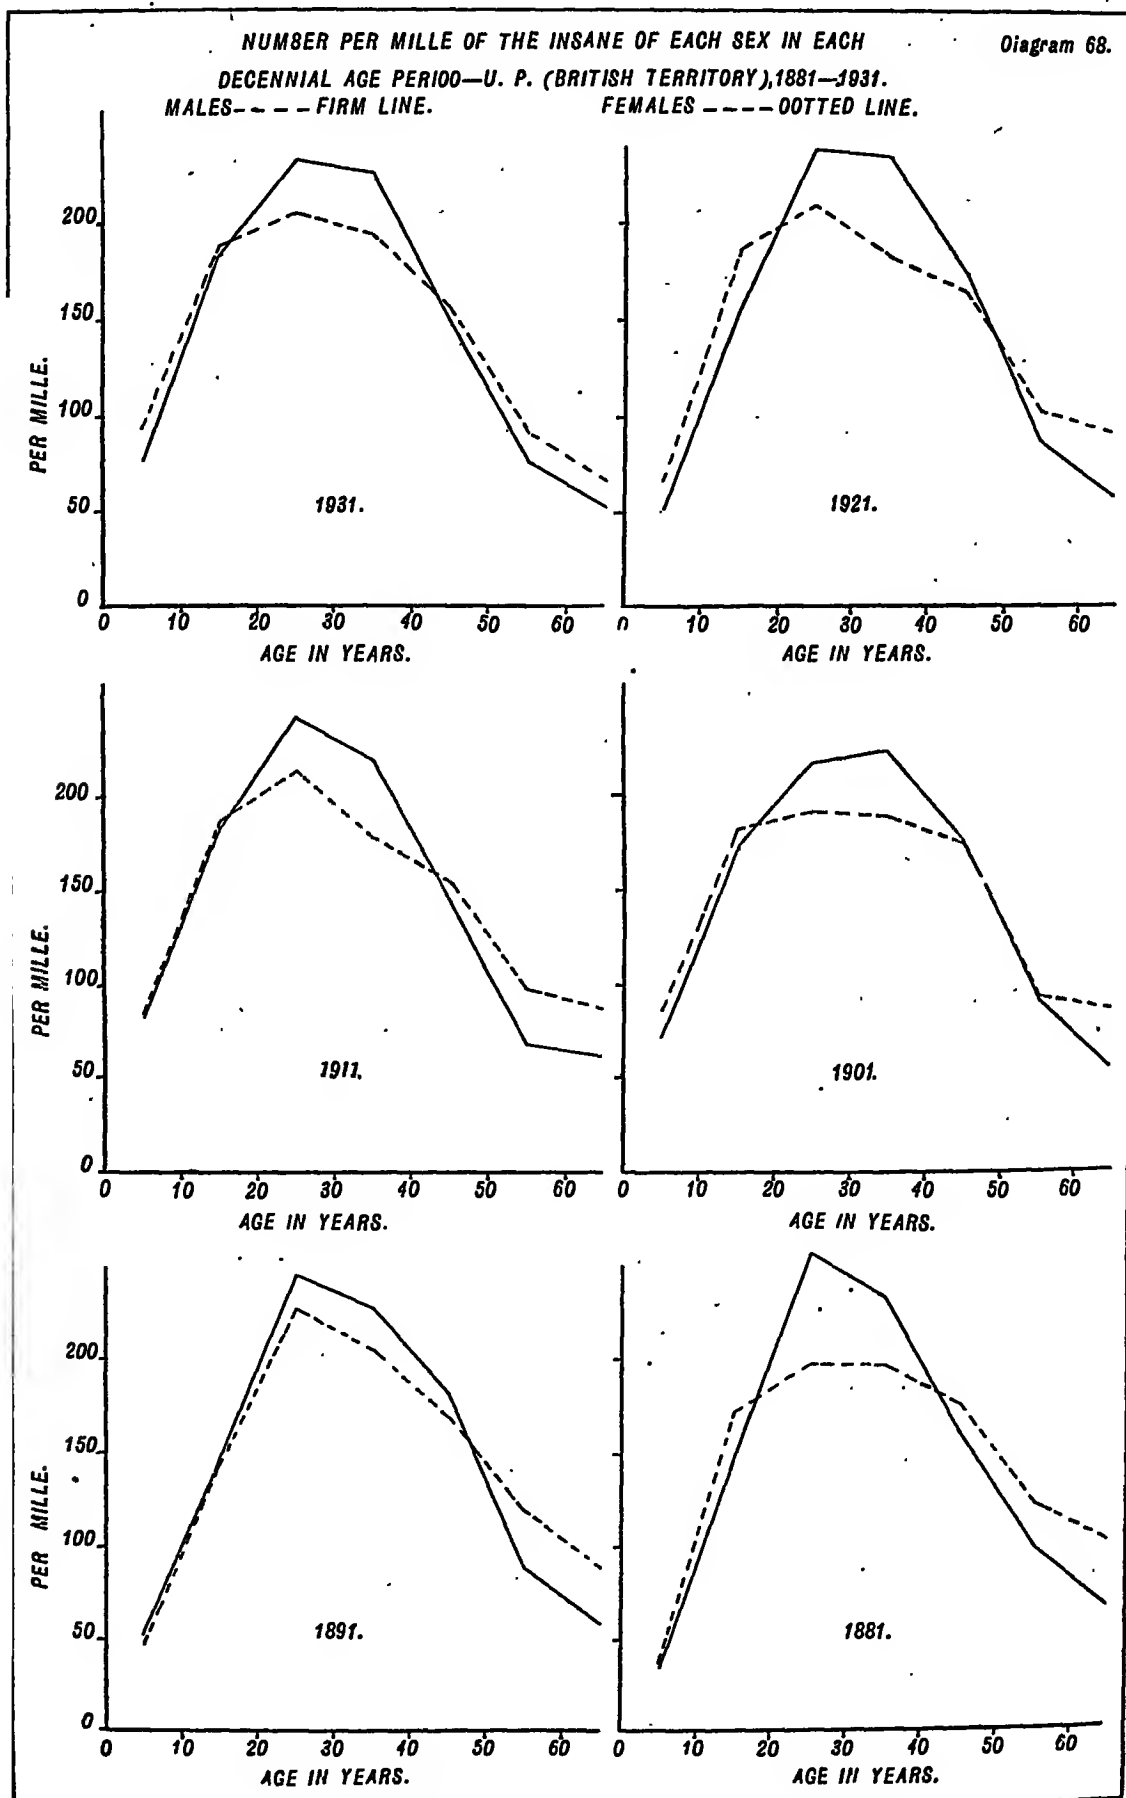 NUMBER PER MILLE OF THE INSANE OF EACH SEX IN EACH
Oiagram 68.
DECENNIAL AGE PERIOD—U. P. (BRITISH TERRITORY),1881—1931.
MALES---- FIRM LINE.
FEMALES ---- OOTTED LINE.
PER MILLE.
200
150
100
50
0
1931.
0 10 20 30 40 50 60
AGE IN YEARS.
1921.
0 10 20 30 40 50 60
AGE IN YEARS.
PER MILLE.
200
150
100
50
0
1911.
0 10 20 30 40 50 60
AGE IN YEARS.
1901.
0 10 20 30 40 50 60
AGE IN YEARS.
PER MILLE.
200
150
100
50
0
1891.
0 10 20 30 40 50 60
AGE IN YEARS.
1881.
0 10 20 30 40 50 60
AGE IN YEARS.